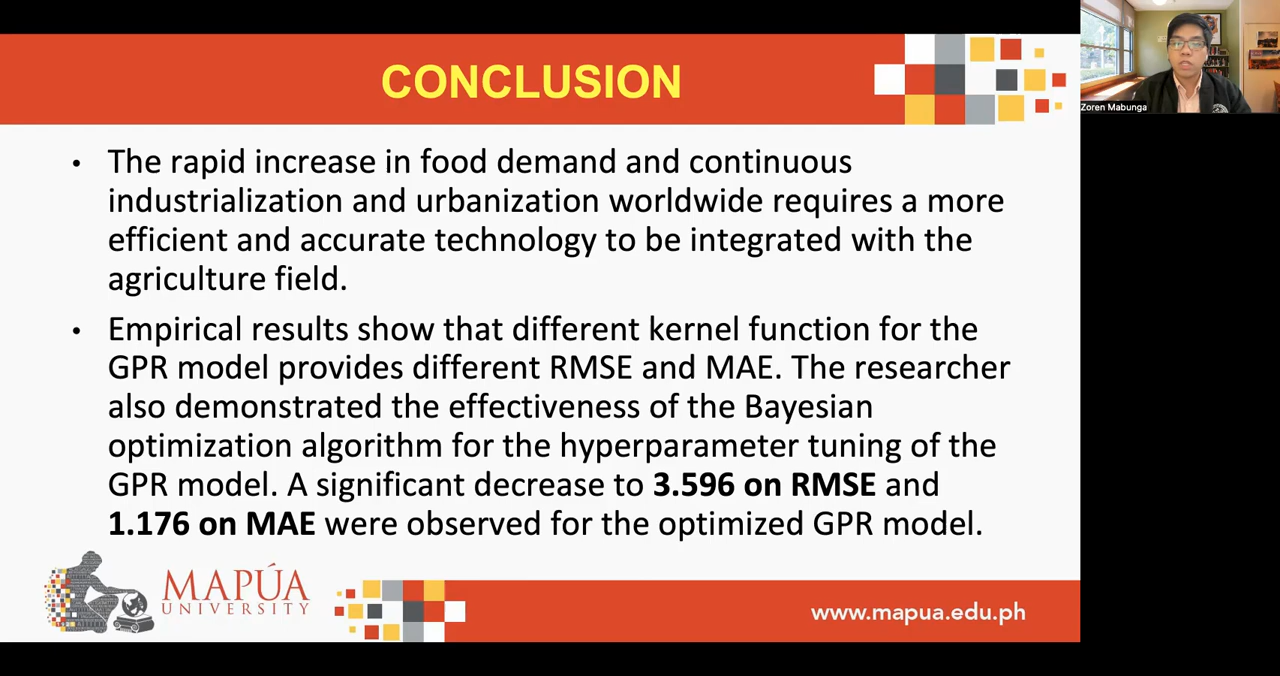 CONCLUSION
Zoren Mabunga
• The rapid increase in food demand and continuous
industrialization and urbanization worldwide requires a more
efficient and accurate technology to be integrated with the
agriculture field.
• Empirical results show that different kernel function for the
GPR model provides different RMSE and MAE. The researcher
also demonstrated the effectiveness of the Bayesian
optimization algorithm for the hyperparameter tuning of the
GPR model. A significant decrease to 3.596 on RMSE and
1.176 on MAE were observed for the optimized GPR model.
MAPÚA
UNIVERSITY
www.mapua.edu.ph